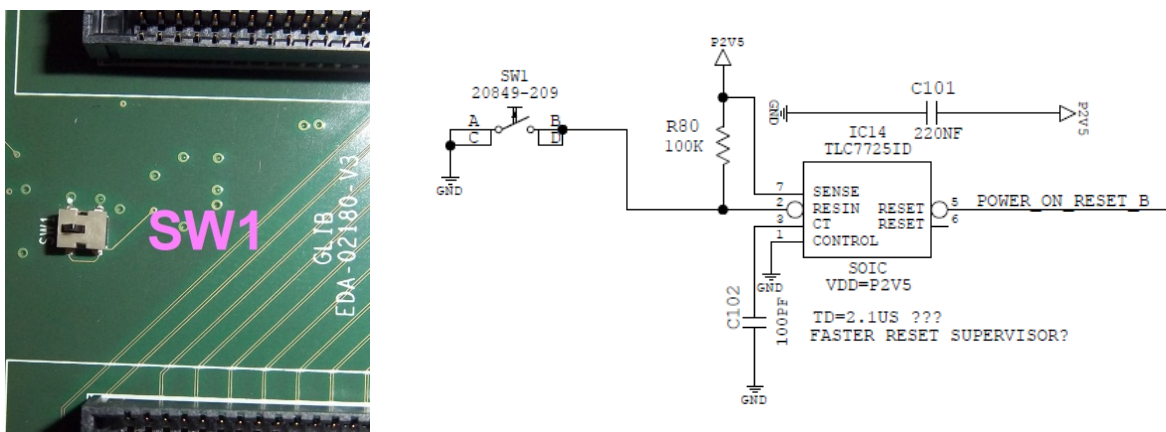 SW1
SW1
GLIB
EDA-02180-V3
SW1
20849-209
A
B
C
D
GND
P2V5
R80
100K
GND
C101
220NF
P2V5
IC14
TLC7725ID
7
SENSE
2
RESIN
RESET
5
POWER_ON_RESET_B
3
CT
RESET
6
1
CONTROL
GND
SOIC
VDD=P2V5
C102
100PF
TD=2.1US ???
FASTER RESET SUPERVISOR?
GND